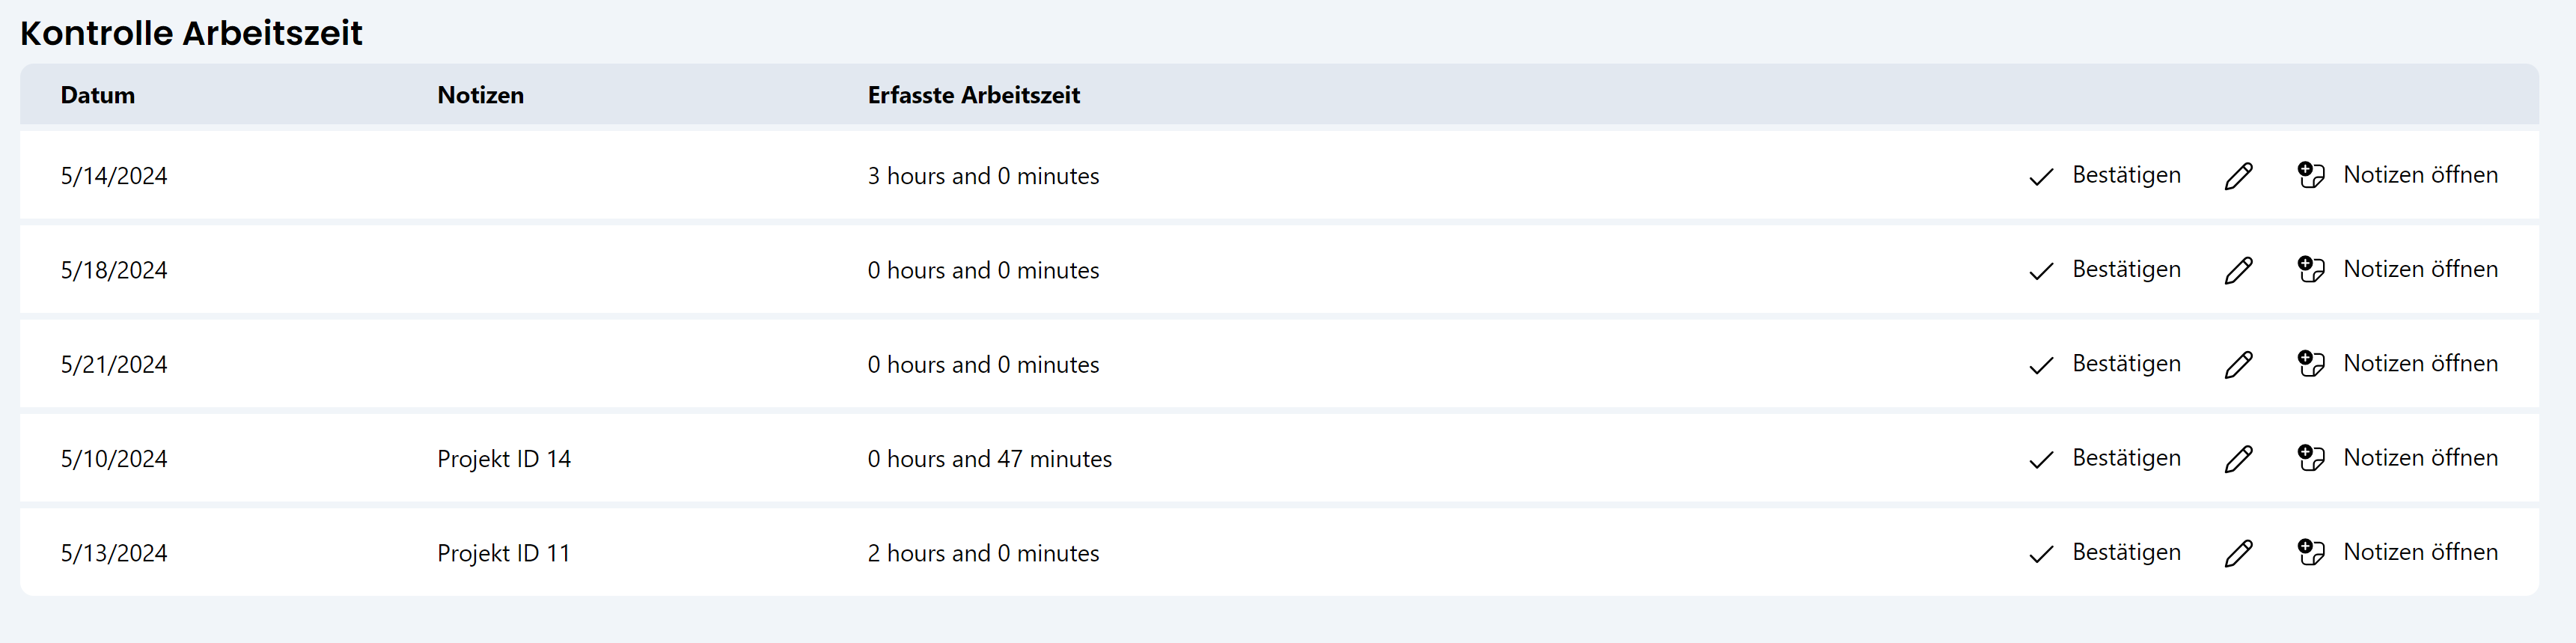 Kontrolle Arbeitszeit
Datum Notizen Erfasste Arbeitszeit
5/14/2024 3 hours and 0 minutes Bestätigen Notizen öffnen
5/18/2024 0 hours and 0 minutes Bestätigen Notizen öffnen
5/21/2024 0 hours and 0 minutes Bestätigen Notizen öffnen
5/10/2024 Projekt ID 14 0 hours and 47 minutes Bestätigen Notizen öffnen
5/13/2024 Projekt ID 11 2 hours and 0 minutes Bestätigen Notizen öffnen